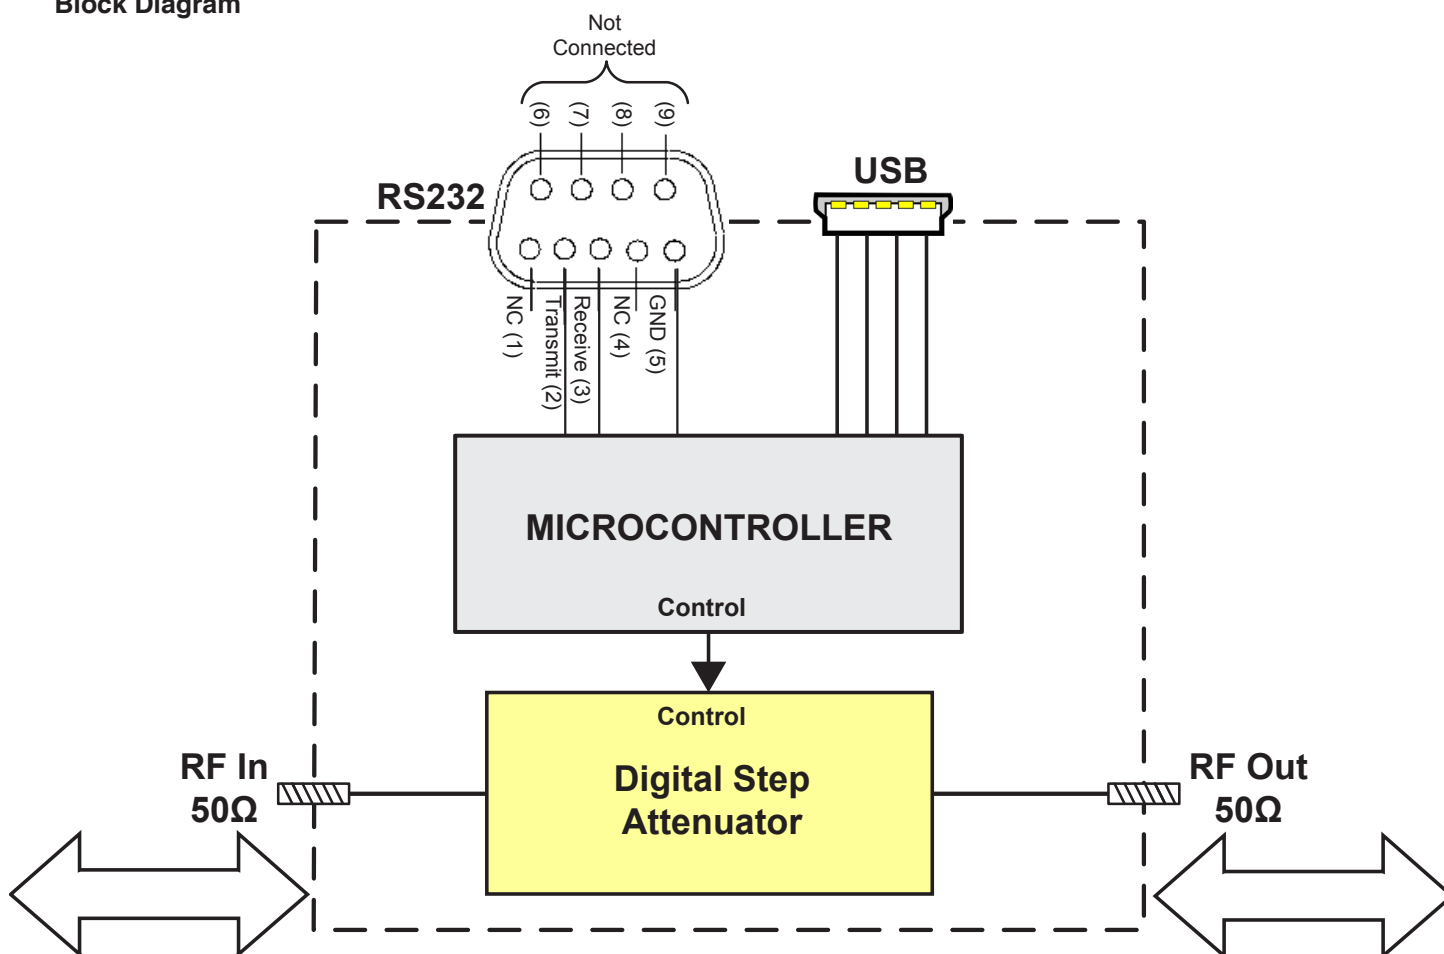 Block Diagram
Not
Connected
(6)
(7)
(8)
(9)
RS232
USB
NC (1)
Transmit (2)
Receive (3)
NC (4)
GND (5)
MICROCONTROLLER
Control
Control
Digital Step
Attenuator
RF In
50Ω
RF Out
50Ω